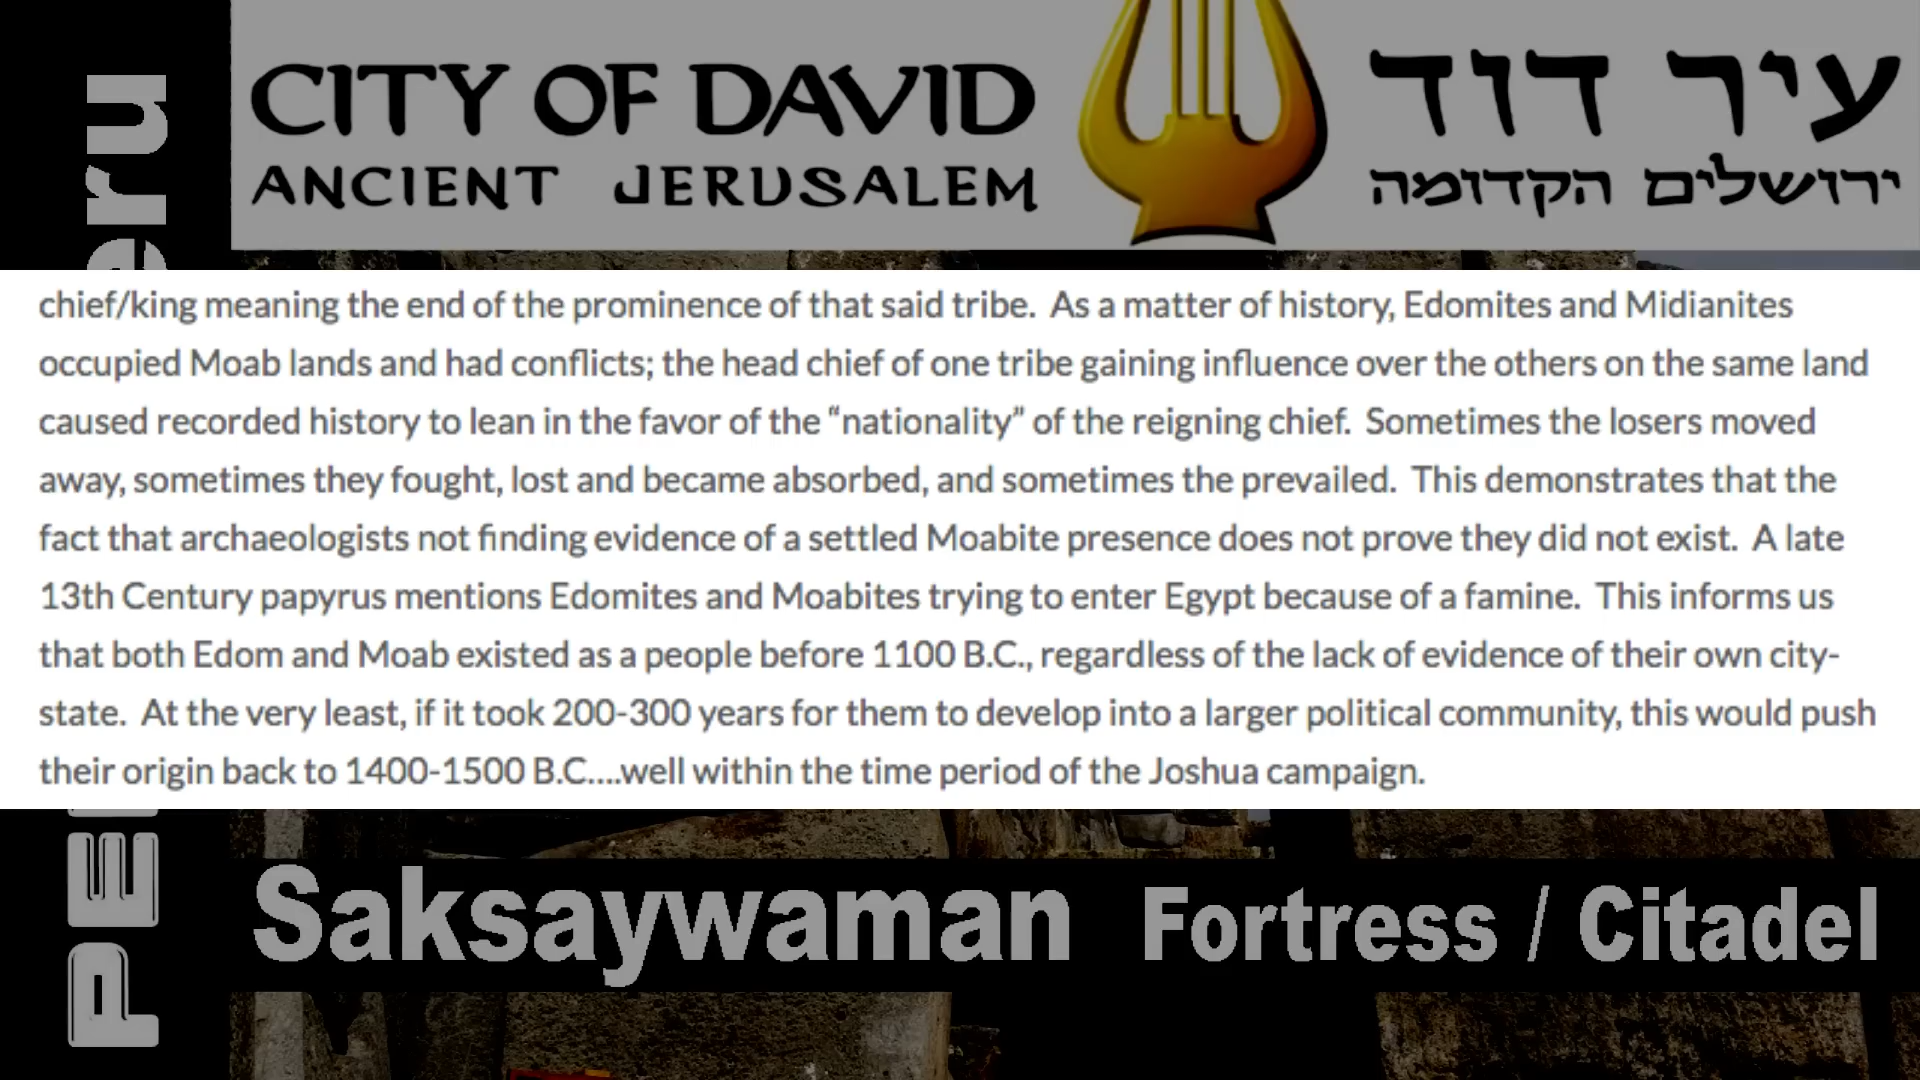 CITY OF DAVID
ANCIENT JERUSALEM
עיר דוד
ירושלים הקדומה
eru
chief/king meaning the end of the prominence of that said tribe. As a matter of history, Edomites and Midianites
occupied Moab lands and had conflicts; the head chief of one tribe gaining influence over the others on the same land
caused recorded history to lean in the favor of the “nationality” of the reigning chief. Sometimes the losers moved
away, sometimes they fought, lost and became absorbed, and sometimes the prevailed. This demonstrates that the
fact that archaeologists not finding evidence of a settled Moabite presence does not prove they did not exist. A late
13th Century papyrus mentions Edomites and Moabites trying to enter Egypt because of a famine. This informs us
that both Edom and Moab existed as a people before 1100 B.C., regardless of the lack of evidence of their own city-
state. At the very least, if it took 200-300 years for them to develop into a larger political community, this would push
their origin back to 1400-1500 B.C....well within the time period of the Joshua campaign.
PE
Saksaywaman Fortress / Citadel